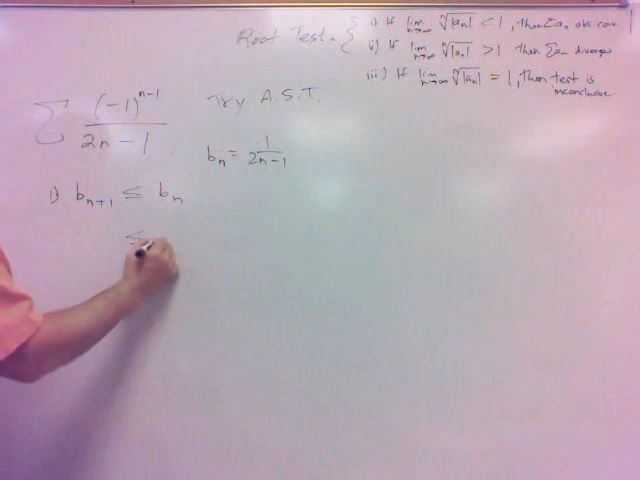 Root Test - { i) If lim n→∞ ⁿ√|aₙ| < 1, then Σaₙ abs. conv.
ii) If lim n→∞ ⁿ√|aₙ| > 1 then Σaₙ diverges
iii) If lim n→∞ ⁿ√|aₙ| = 1, then test is
inconclusive
Σ (-1)^(n-1) / (2n-1) Try A.S.T.
bₙ = 1/(2n-1)
1) bₙ₊₁ ≤ bₙ
≤